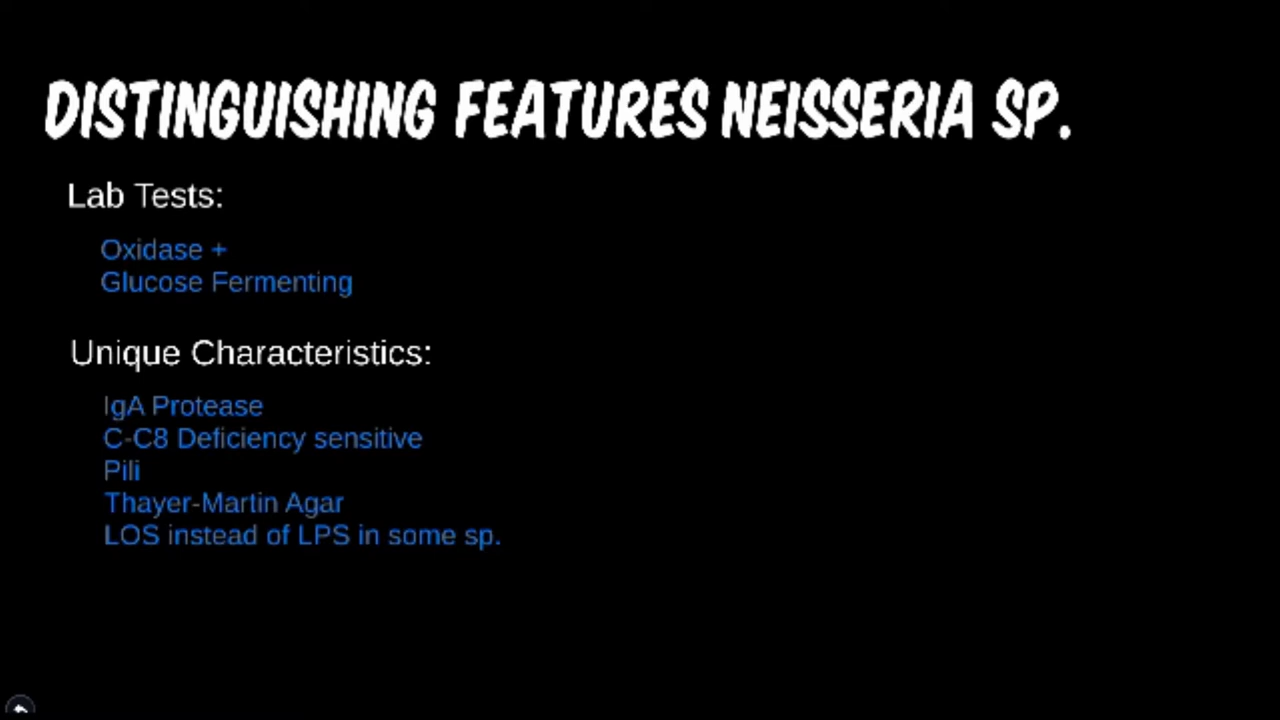 DISTINGUISHING FEATURES NEISSERIA SP.
Lab Tests:
Oxidase +
Glucose Fermenting
Unique Characteristics:
IgA Protease
C-C8 Deficiency sensitive
Pili
Thayer-Martin Agar
LOS instead of LPS in some sp.